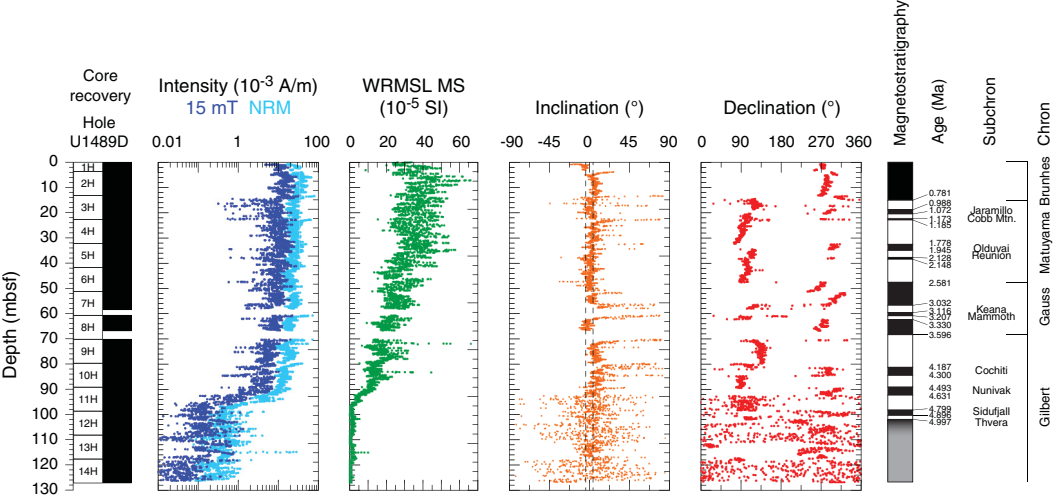 Core
recovery
Hole
U1489D
Intensity (10-3 A/m)
15 mT NRM
0.01 1 100
WRMSL MS
(10-5 SI)
0 20 40 60
Inclination (°)
-90 -45 0 45 90
Declination (°)
0 90 180 270 360
Magnetostratigraphy
Age (Ma)
Subchron
Chron
Depth (mbsf)
0
10
20
30
40
50
60
70
80
90
100
110
120
130
1H
2H
3H
4H
5H
6H
7H
8H
9H
10H
11H
12H
13H
14H
0.781
0.988
1.072
1.173
1.185
1.778
1.945
2.128
2.148
2.581
3.032
3.116
3.207
3.330
3.596
4.187
4.300
4.493
4.631
4.799
4.896
4.997
Jaramillo
Cobb Mtn.
Olduvai
Reunion
Keana
Mammoth
Cochiti
Nunivak
Sidufjall
Thvera
Brunhes
Matuyama
Gauss
Gilbert